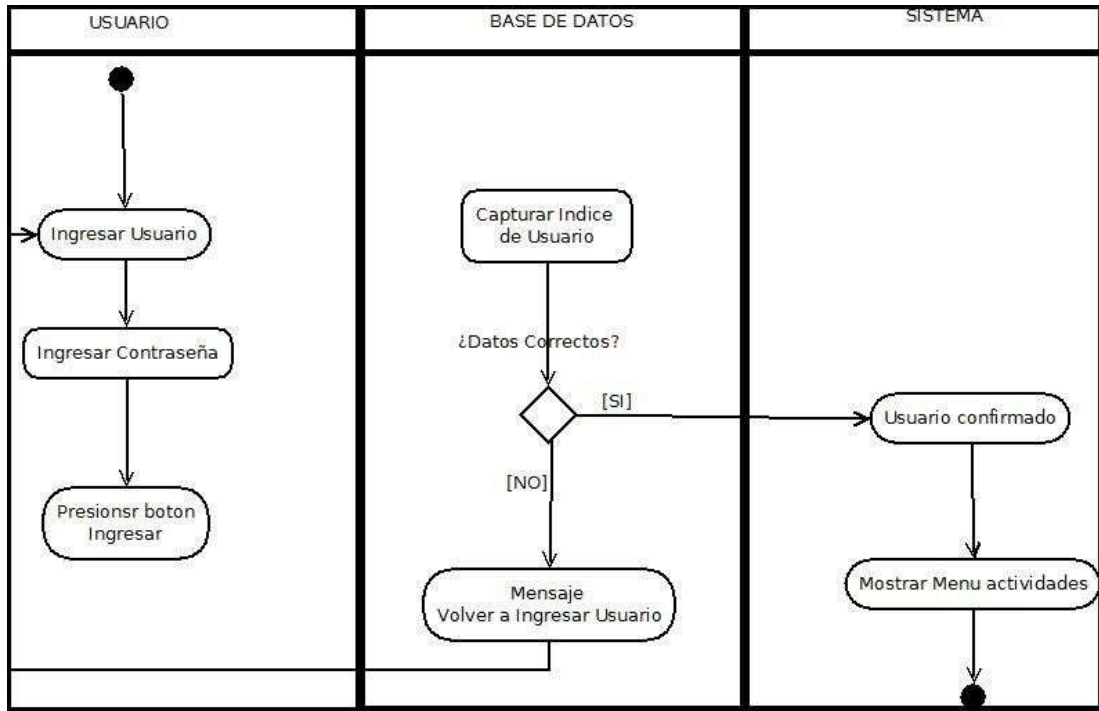 USUARIO
BASE DE DATOS
SISTEMA
Ingresar Usuario
Ingresar Contraseña
Presionsr boton
Ingresar
Capturar Indice
de Usuario
¿Datos Correctos?
[SI]
[NO]
Mensaje
Volver a Ingresar Usuario
Usuario confirmado
Mostrar Menu actividades